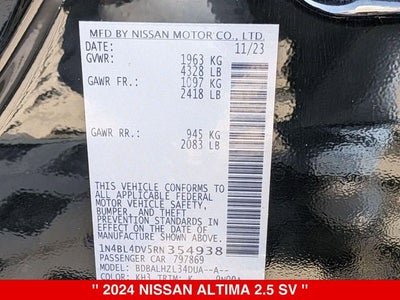 MFD BY NISSAN MOTOR CO., LTD.
DATE: 11/23
GVWR: 1963 KG
4328 LB
GAWR FR: 1097 KG
2418 LB
GAWR RR: 945 KG
2083 LB
THIS VEHICLE CONFORMS TO
ALL APPLICABLE FEDERAL
MOTOR VEHICLE SAFETY,
BUMPER, AND THEFT
PREVENTION STANDARDS IN
EFFECT ON THE DATE OF
MANUFACTURE SHOWN ABOVE.
1N4BL4DV5RN354938
PASSENGER CAR 797869
MODEL: BDBALHZL34DUA--A--
" 2024 NISSAN ALTIMA 2.5 SV "